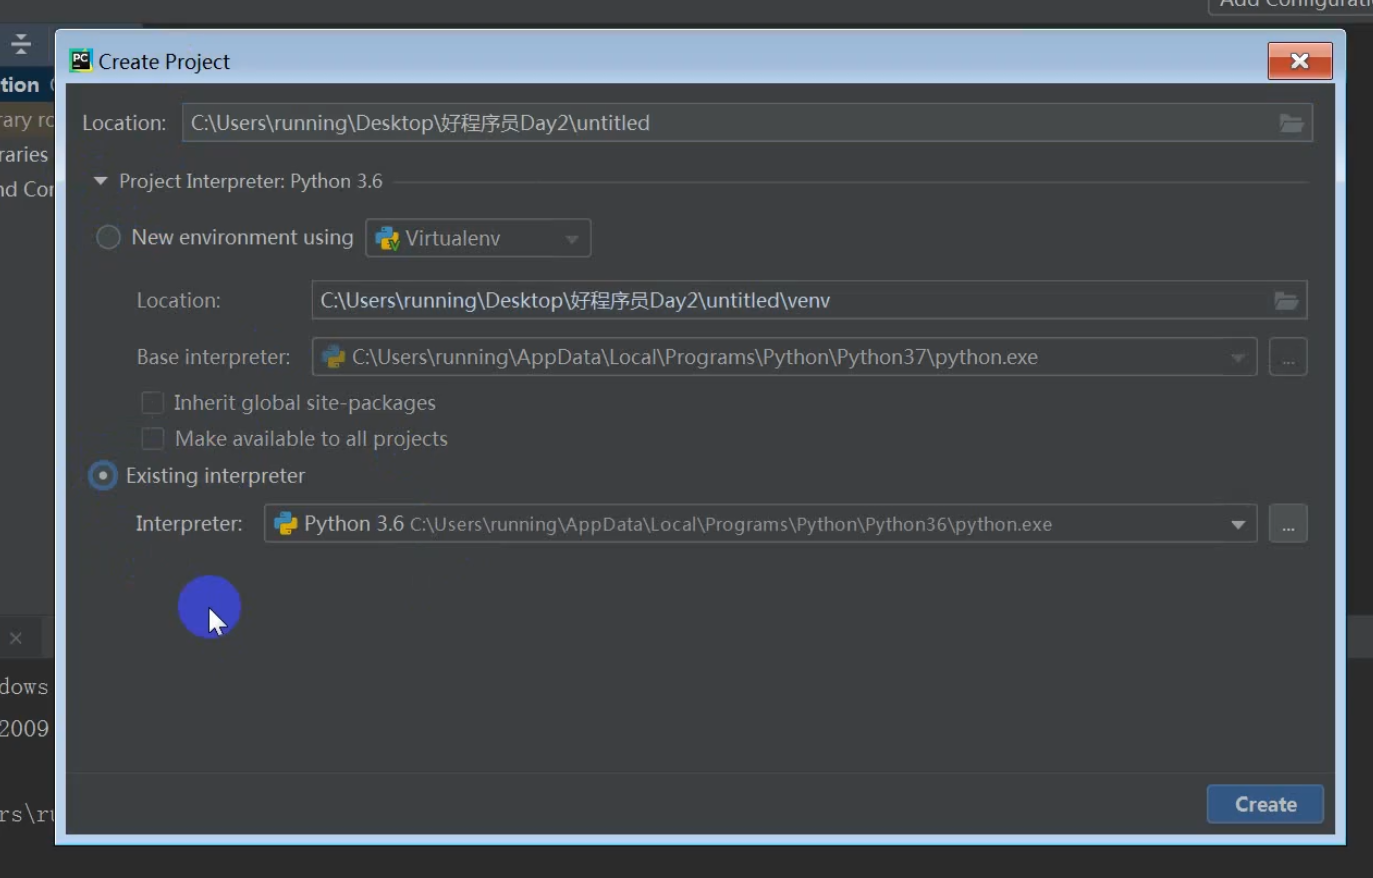 Add Configurati
tion
Create Project
Location: C:\Users\running\Desktop\好程序员Day2\untitled
rary ro
raries
nd Cor
Project Interpreter: Python 3.6
New environment using Virtualenv
Location: C:\Users\running\Desktop\好程序员Day2\untitled\venv
Base interpreter: C:\Users\running\AppData\Local\Programs\Python\Python37\python.exe ...
Inherit global site-packages
Make available to all projects
Existing interpreter
Interpreter: Python 3.6 C:\Users\running\AppData\Local\Programs\Python\Python36\python.exe ...
dows
2009
rs\ru
Create